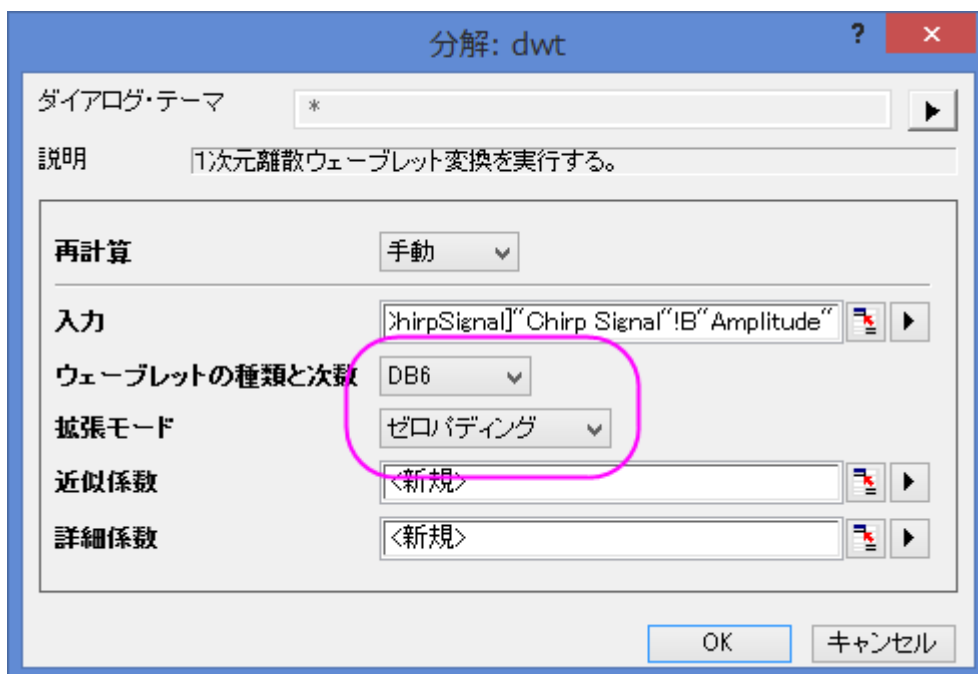 分解: dwt ? ×
ダイアログ・テーマ *
説明 1次元離散ウェーブレット変換を実行する。
再計算 手動
入力 ChirpSignal]"Chirp Signal"!B"Amplitude"
ウェーブレットの種類と次数 DB6
拡張モード ゼロパディング
近似係数 <新規>
詳細係数 <新規>
OK キャンセル